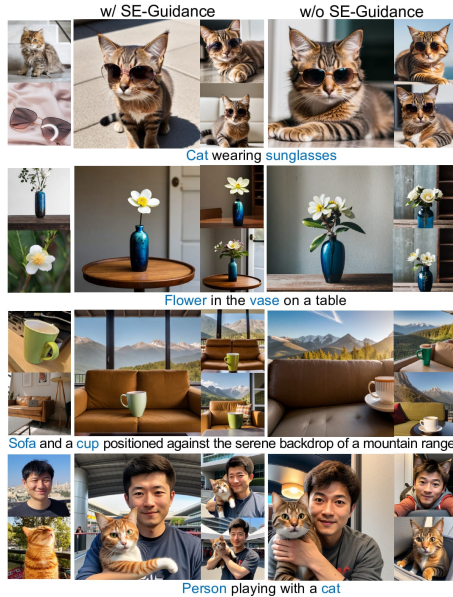 w/ SE-Guidance w/o SE-Guidance
Cat wearing sunglasses
Flower in the vase on a table
Sofa and a cup positioned against the serene backdrop of a mountain range
Person playing with a cat